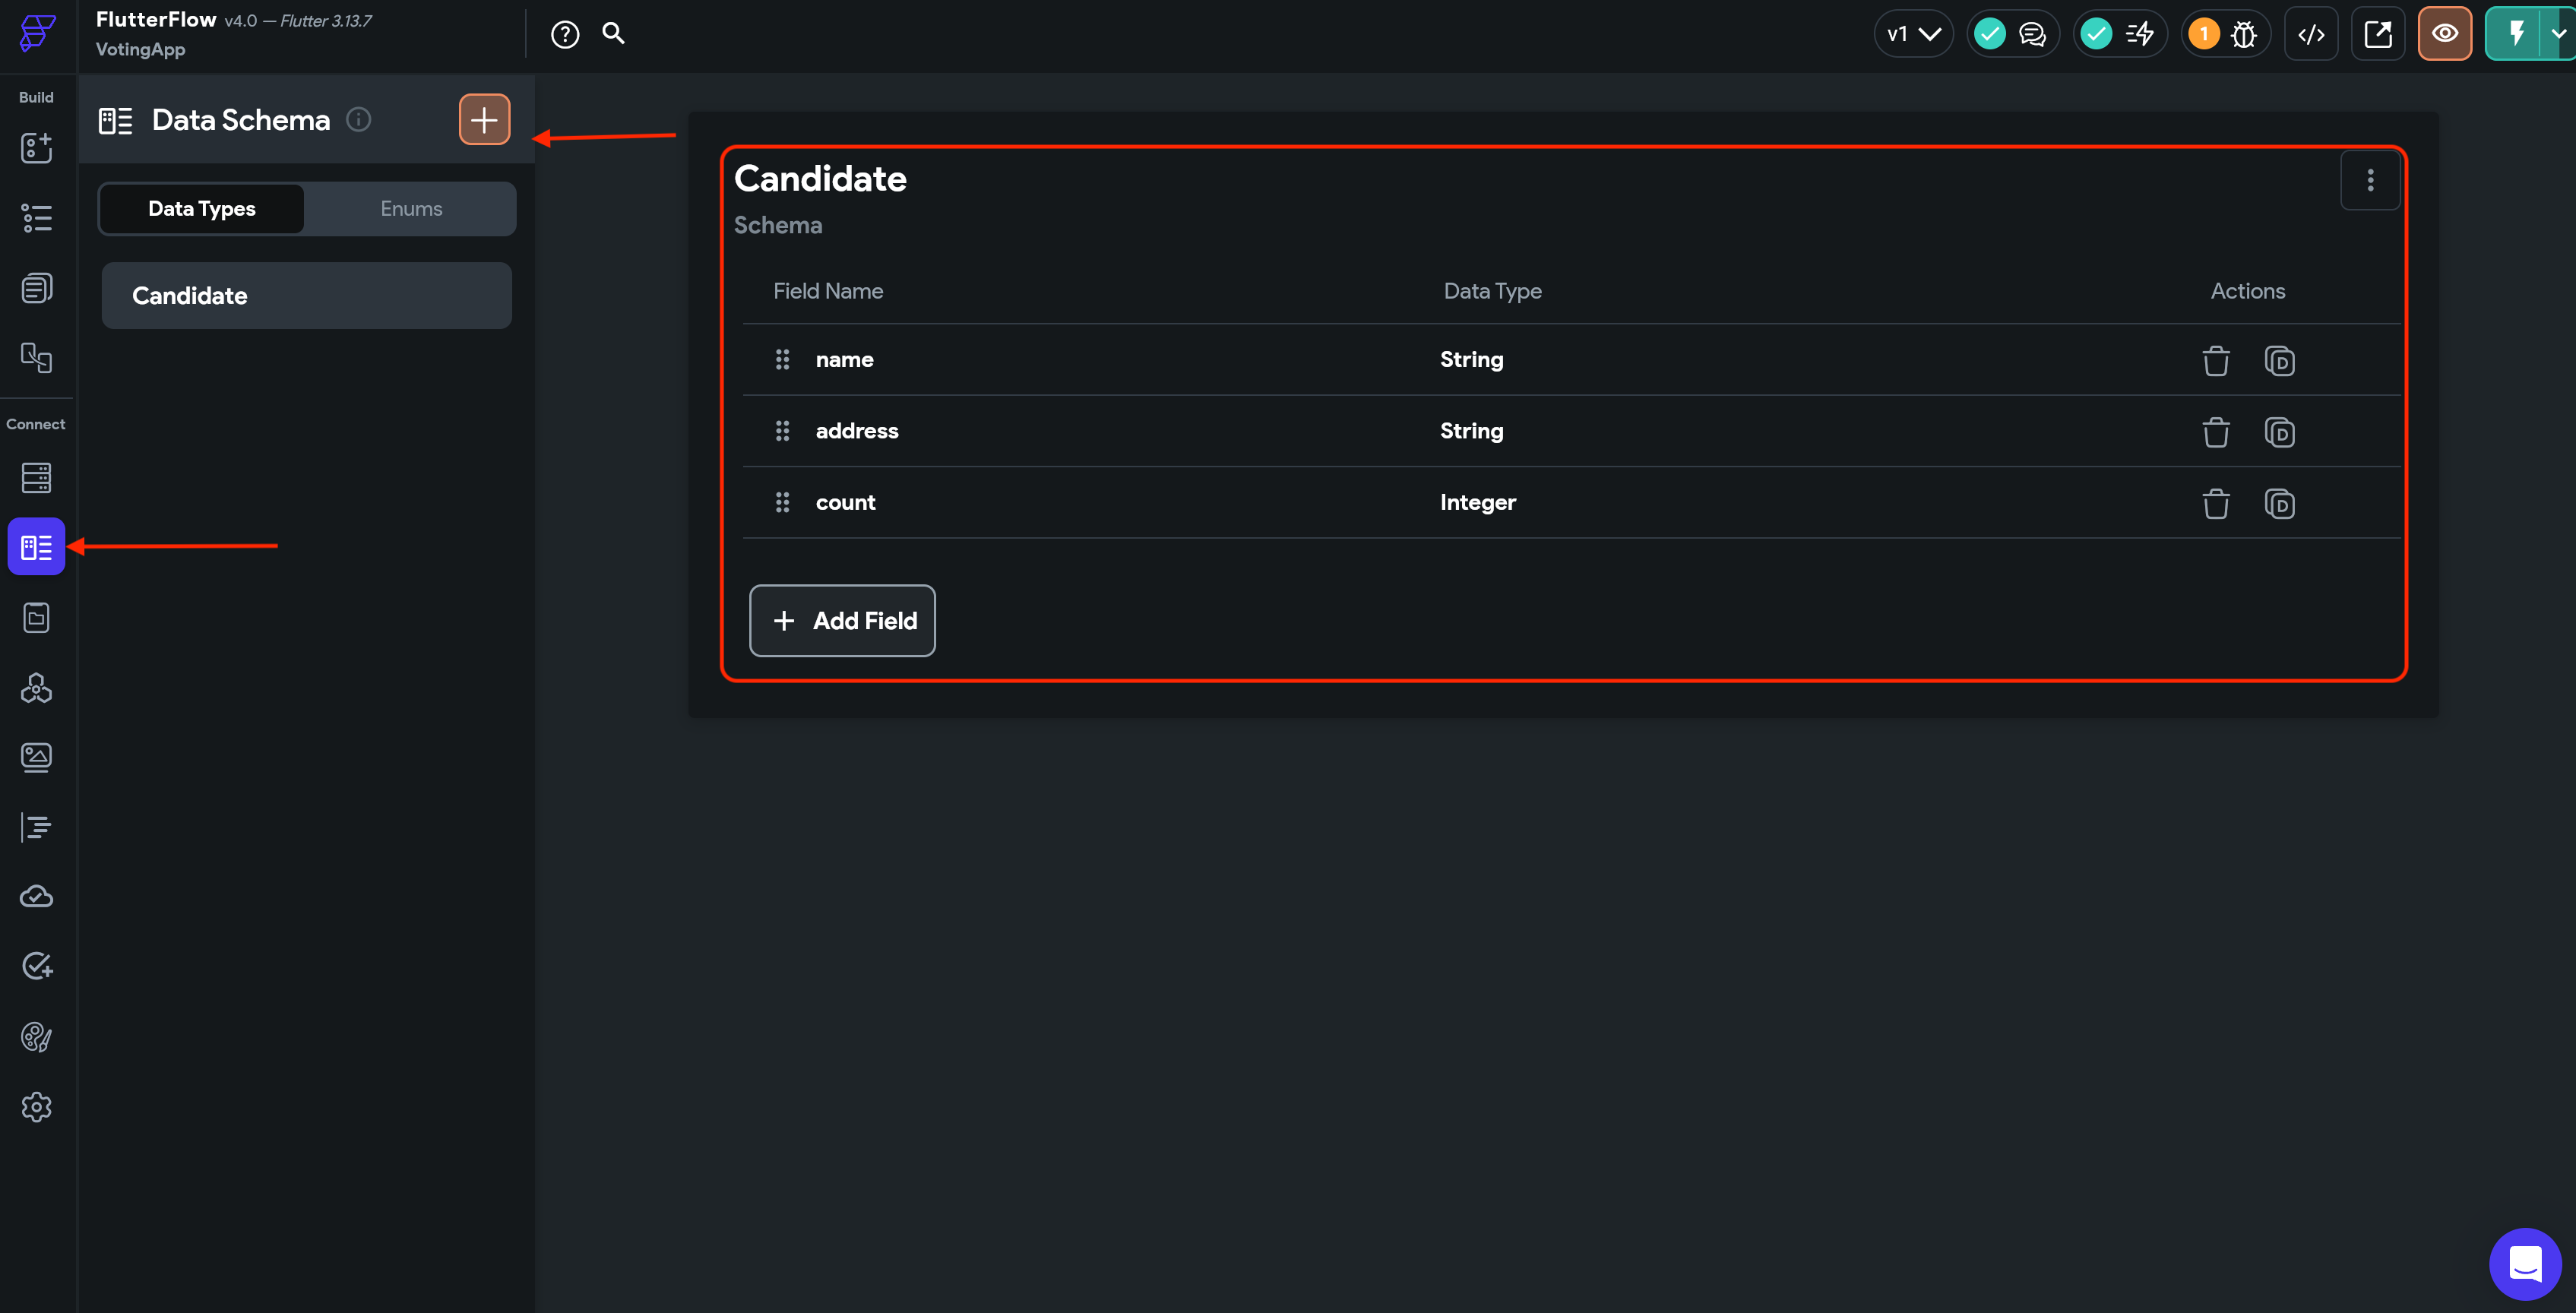 FlutterFlow v4.0 — Flutter 3.13.7
VotingApp
v1
1
Build
Connect
Data Schema
Data Types
Enums
Candidate
Candidate
Schema
Field Name Data Type Actions
name String
address String
count Integer
+ Add Field